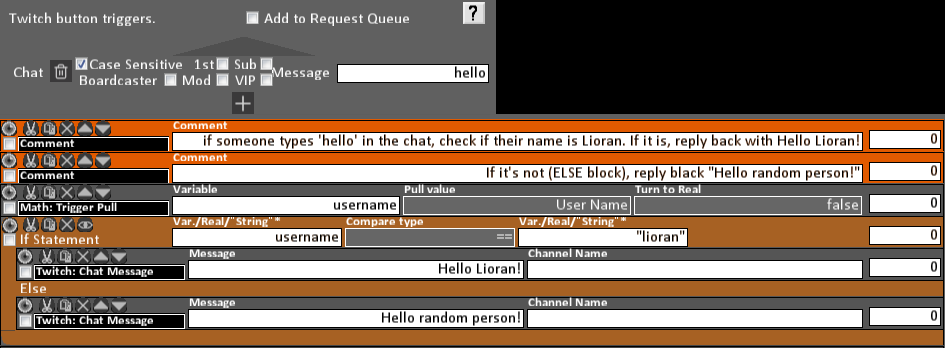 Twitch button triggers.
Add to Request Queue
?
Chat
Case Sensitive 1st Sub
Boardcaster Mod VIP
Message
hello
+
Comment
Comment
if someone types 'hello' in the chat, check if their name is Lioran. If it is, reply back with Hello Lioran!
0
Comment
Comment
If it's not (ELSE block), reply black "Hello random person!"
0
Variable Pull value Turn to Real
Math: Trigger Pull
username User Name false 0
Var./Real/"String"* Compare type Var./Real/"String"*
If Statement
username == "lioran" 0
Message Channel Name
Twitch: Chat Message
Hello Lioran! 0
Else
Message Channel Name
Twitch: Chat Message
Hello random person! 0